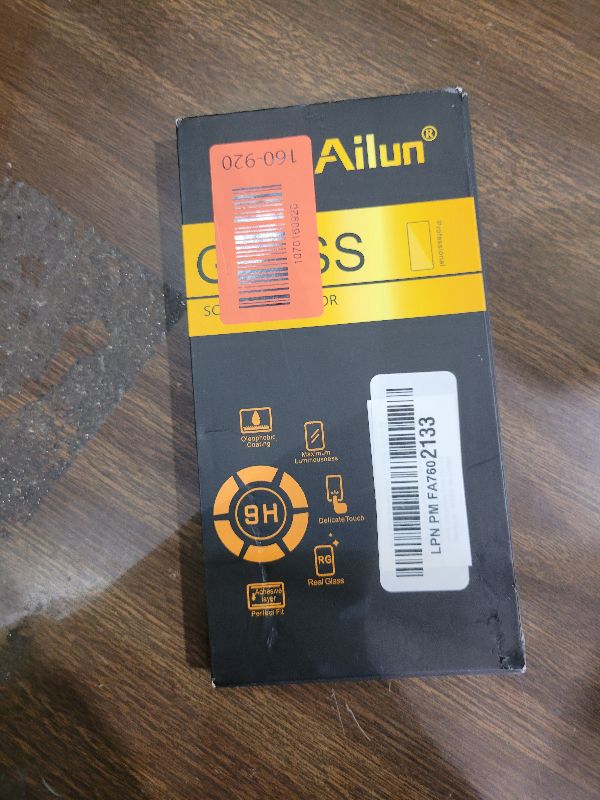 Ailun®
160-920
1070160920
G SS
Professional
SC OR
Oleophobic
Coating
Maximum
Luminousness
9H
Delicate Touch
RG
Real Glass
Adhesive
layer
Perfect Fit
LPN PM FA7602133